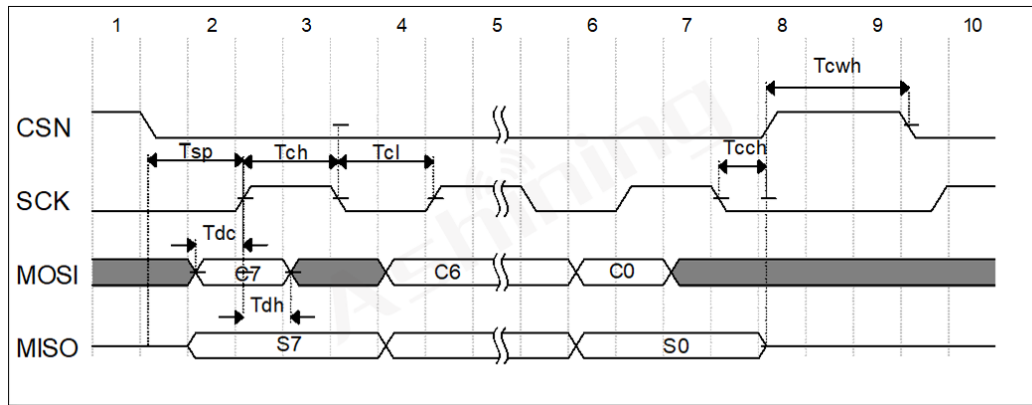 1 2 3 4 5 6 7 8 9 10
Tcwh
CSN
Tsp Tch Tcl Tcch
SCK
Tdc
MOSI C7 C6 C0
Tdh
MISO S7 S0
Ashining